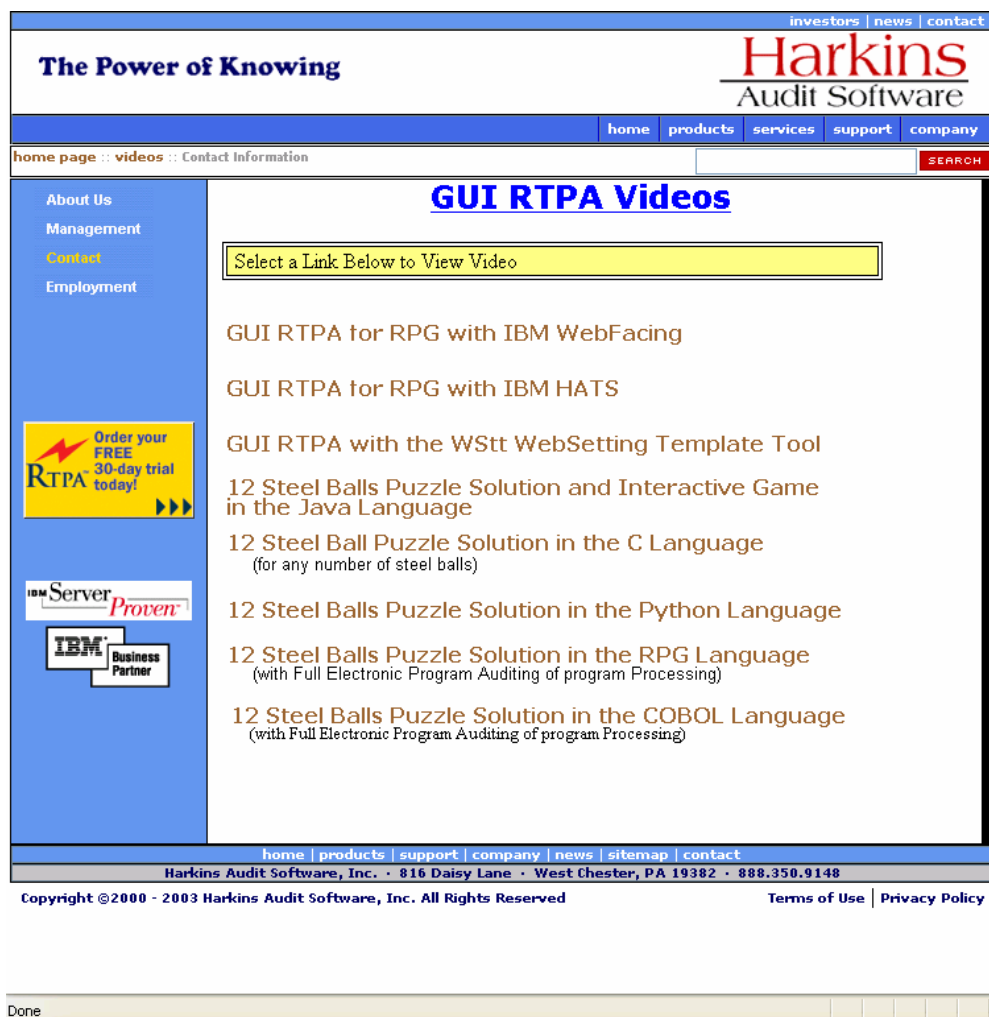 investors | news | contact
The Power of Knowing
Harkins
Audit Software
home products services support company
home page :: videos :: Contact Information
SEARCH
About Us
Management
Contact
Employment
Order your
FREE
30-day trial
today!
RTPA™
IBM Server
Proven™
IBM
Business
Partner
GUI RTPA Videos
Select a Link Below to View Video
GUI RTPA for RPG with IBM WebFacing
GUI RTPA for RPG with IBM HATS
GUI RTPA with the WStt WebSetting Template Tool
12 Steel Balls Puzzle Solution and Interactive Game
in the Java Language
12 Steel Ball Puzzle Solution in the C Language
(for any number of steel balls)
12 Steel Balls Puzzle Solution in the Python Language
12 Steel Balls Puzzle Solution in the RPG Language
(with Full Electronic Program Auditing of program Processing)
12 Steel Balls Puzzle Solution in the COBOL Language
(with Full Electronic Program Auditing of program Processing)
home | products | support | company | news | sitemap | contact
Harkins Audit Software, Inc. · 816 Daisy Lane · West Chester, PA 19382 · 888.350.9148
Copyright ©2000 - 2003 Harkins Audit Software, Inc. All Rights Reserved
Terms of Use | Privacy Policy
Done